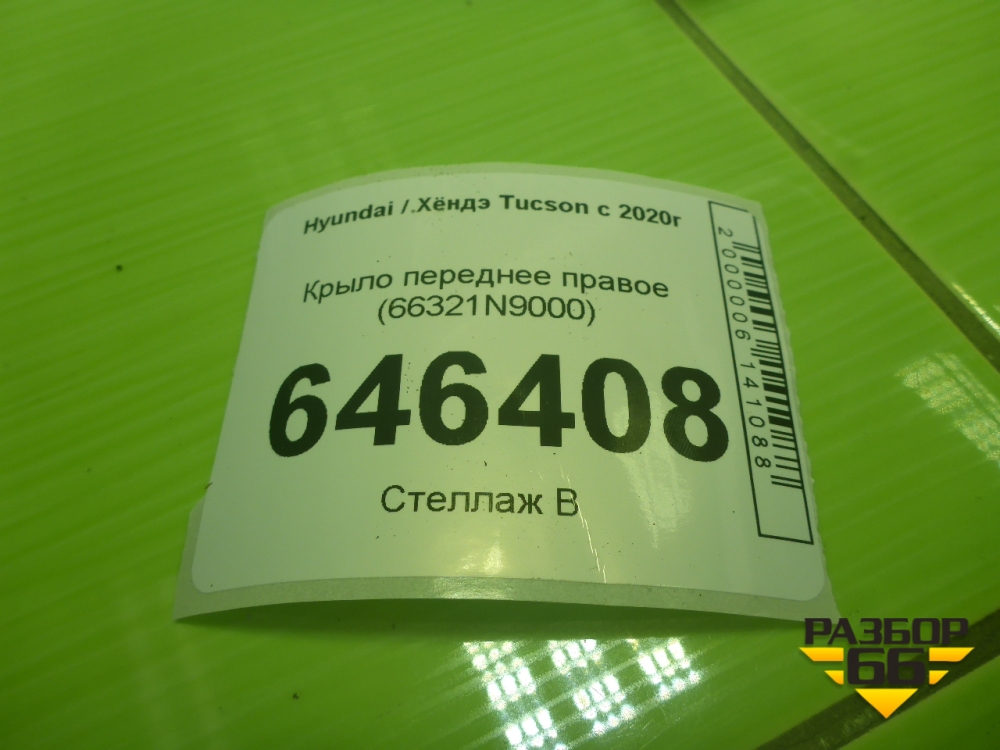 Hyundai /.Хёндэ Tucson с 2020г
Крыло переднее правое
(66321N9000)
646408
Стеллаж В
2000006141088
РАЗБОР
66